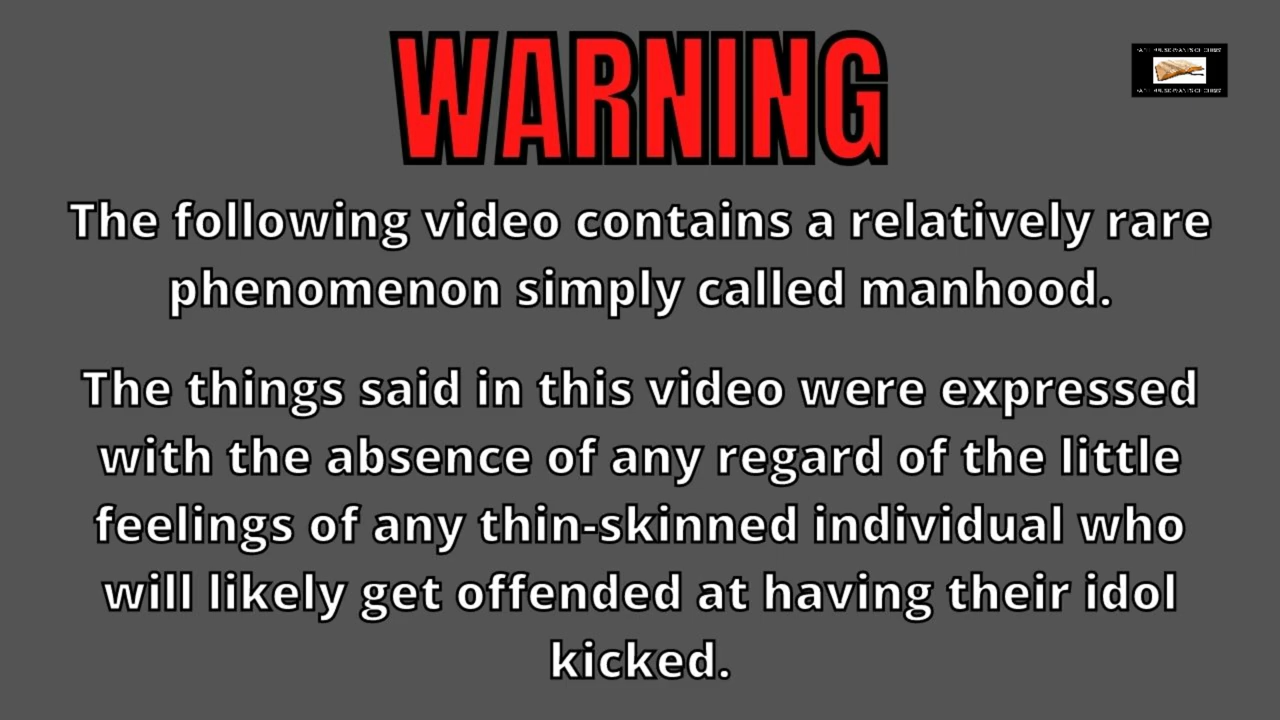 WARNING
The following video contains a relatively rare
phenomenon simply called manhood.
The things said in this video were expressed
with the absence of any regard of the little
feelings of any thin-skinned individual who
will likely get offended at having their idol
kicked.